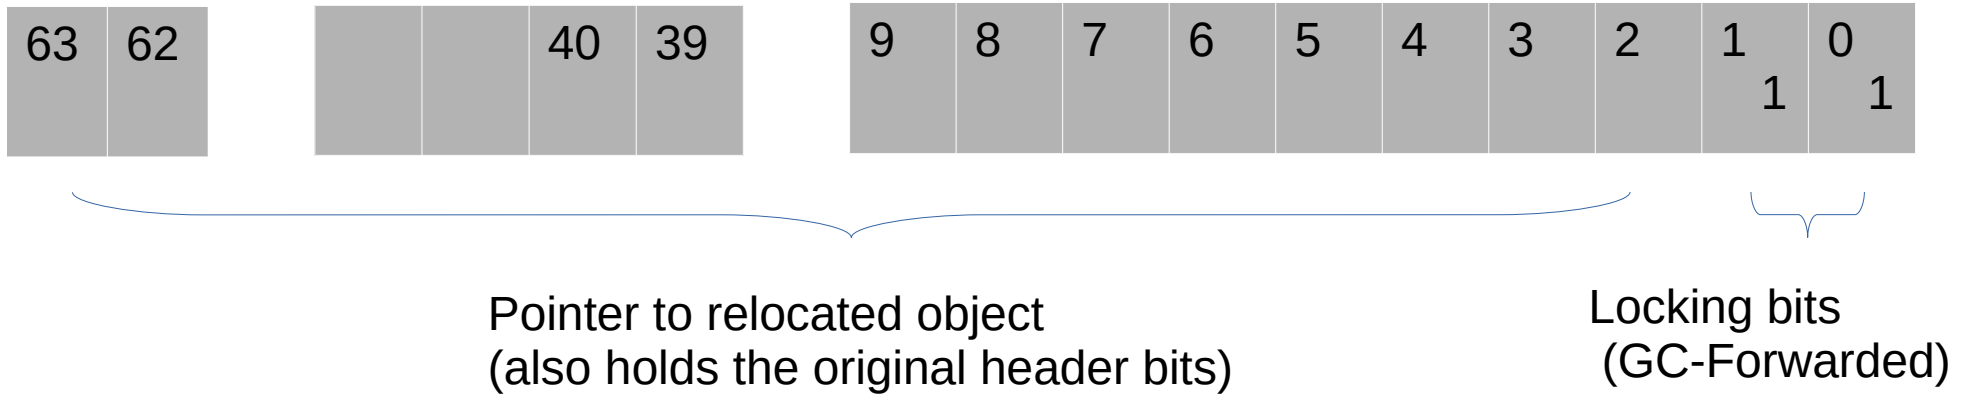 63 62 40 39 9 8 7 6 5 4 3 2 1 0
1 1
Pointer to relocated object
(also holds the original header bits)
Locking bits
(GC-Forwarded)